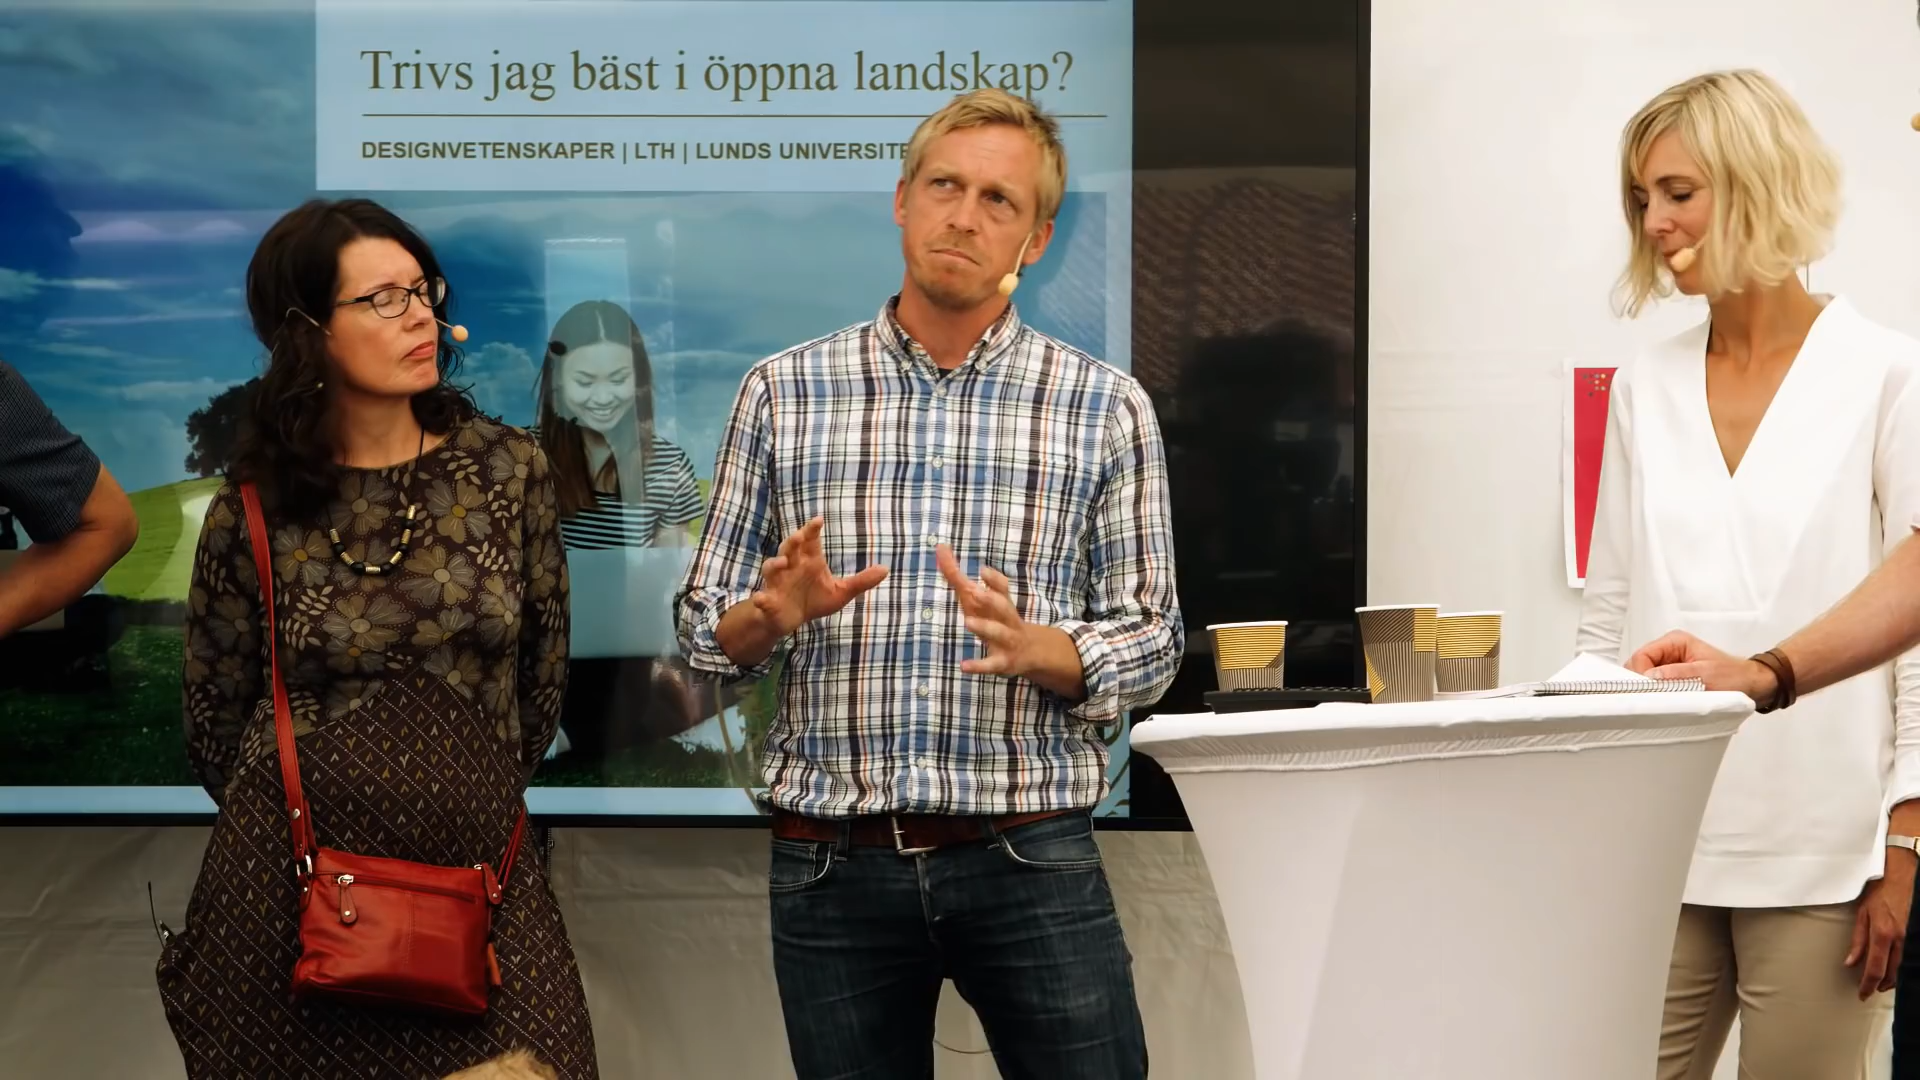 Trivs jag bäst i öppna landskap?
DESIGNVETENSKAPER | LTH | LUNDS UNIVERSITE